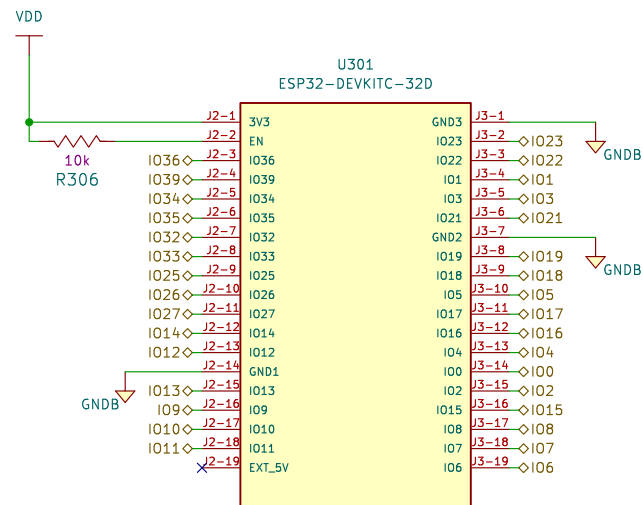 VDD
U301
ESP32-DEVKITC-32D
J2-1 3V3 GND3 J3-1
J2-2 EN IO23 J3-2 IO23
10k
R306
GNDB
IO36 J2-3 IO36 IO22 J3-3 IO22
IO39 J2-4 IO39 IO1 J3-4 IO1
IO34 J2-5 IO34 IO3 J3-5 IO3
IO35 J2-6 IO35 IO21 J3-6 IO21
IO32 J2-7 IO32 GND2 J3-7
IO33 J2-8 IO33 IO19 J3-8 IO19
GNDB
IO25 J2-9 IO25 IO18 J3-9 IO18
IO26 J2-10 IO26 IO5 J3-10 IO5
IO27 J2-11 IO27 IO17 J3-11 IO17
IO14 J2-12 IO14 IO16 J3-12 IO16
IO12 J2-13 IO12 IO4 J3-13 IO4
J2-14 GND1 IO0 J3-14 IO0
GNDB
IO13 J2-15 IO13 IO2 J3-15 IO2
IO9 J2-16 IO9 IO15 J3-16 IO15
IO10 J2-17 IO10 IO8 J3-17 IO8
IO11 J2-18 IO11 IO7 J3-18 IO7
J2-19 EXT_5V IO6 J3-19 IO6